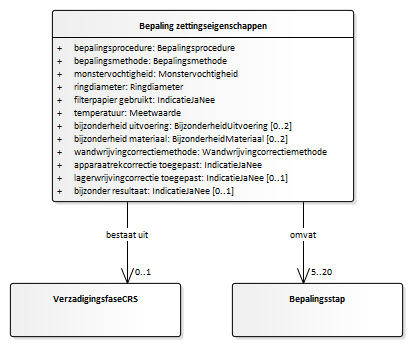 Bepaling zettingseigenschappen
+ bepalingsprocedure: Bepalingsprocedure
+ bepalingsmethode: Bepalingsmethode
+ monstervochtigheid: Monstervochtigheid
+ ringdiameter: Ringdiameter
+ filterpapier gebruikt: IndicatieJaNee
+ temperatuur: Meetwaarde
+ bijzonderheid uitvoering: BijzonderheidUitvoering [0..2]
+ bijzonderheid materiaal: BijzonderheidMateriaal [0..2]
+ wandwrijvingcorrectiemethode: Wandwrijvingcorrectiemethode
+ apparaatrekcorrectie toegepast: IndicatieJaNee
+ lagerwrijvingcorrectie toegepast: IndicatieJaNee [0..1]
+ bijzonder resultaat: IndicatieJaNee [0..1]
bestaat uit
omvat
0..1
5..20
VerzadigingsfaseCRS
Bepalingsstap